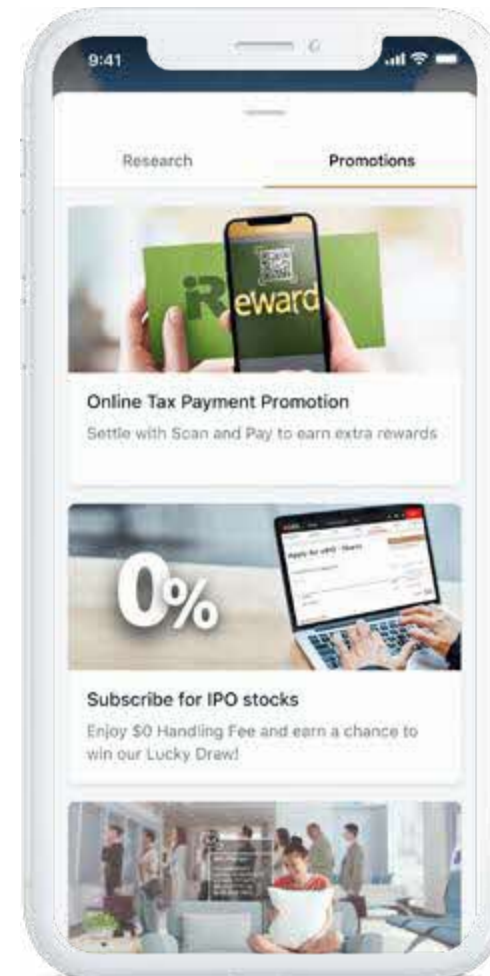 9:41
Research Promotions
iReward
Online Tax Payment Promotion
Settle with Scan and Pay to earn extra rewards
0%
Subscribe for IPO stocks
Enjoy $0 Handling Fee and earn a chance to
win our Lucky Draw!